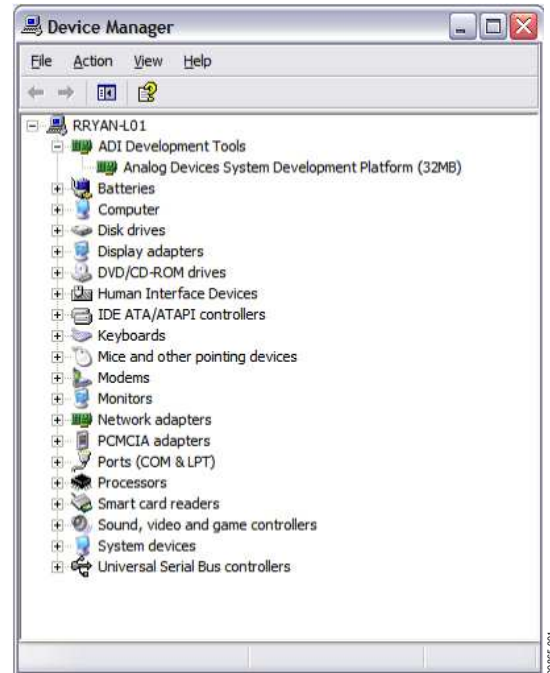 Device Manager
File Action View Help
RRYAN-L01
ADI Development Tools
Analog Devices System Development Platform (32MB)
Batteries
Computer
Disk drives
Display adapters
DVD/CD-ROM drives
Human Interface Devices
IDE ATA/ATAPI controllers
Keyboards
Mice and other pointing devices
Modems
Monitors
Network adapters
PCMCIA adapters
Ports (COM & LPT)
Processors
Smart card readers
Sound, video and game controllers
System devices
Universal Serial Bus controllers